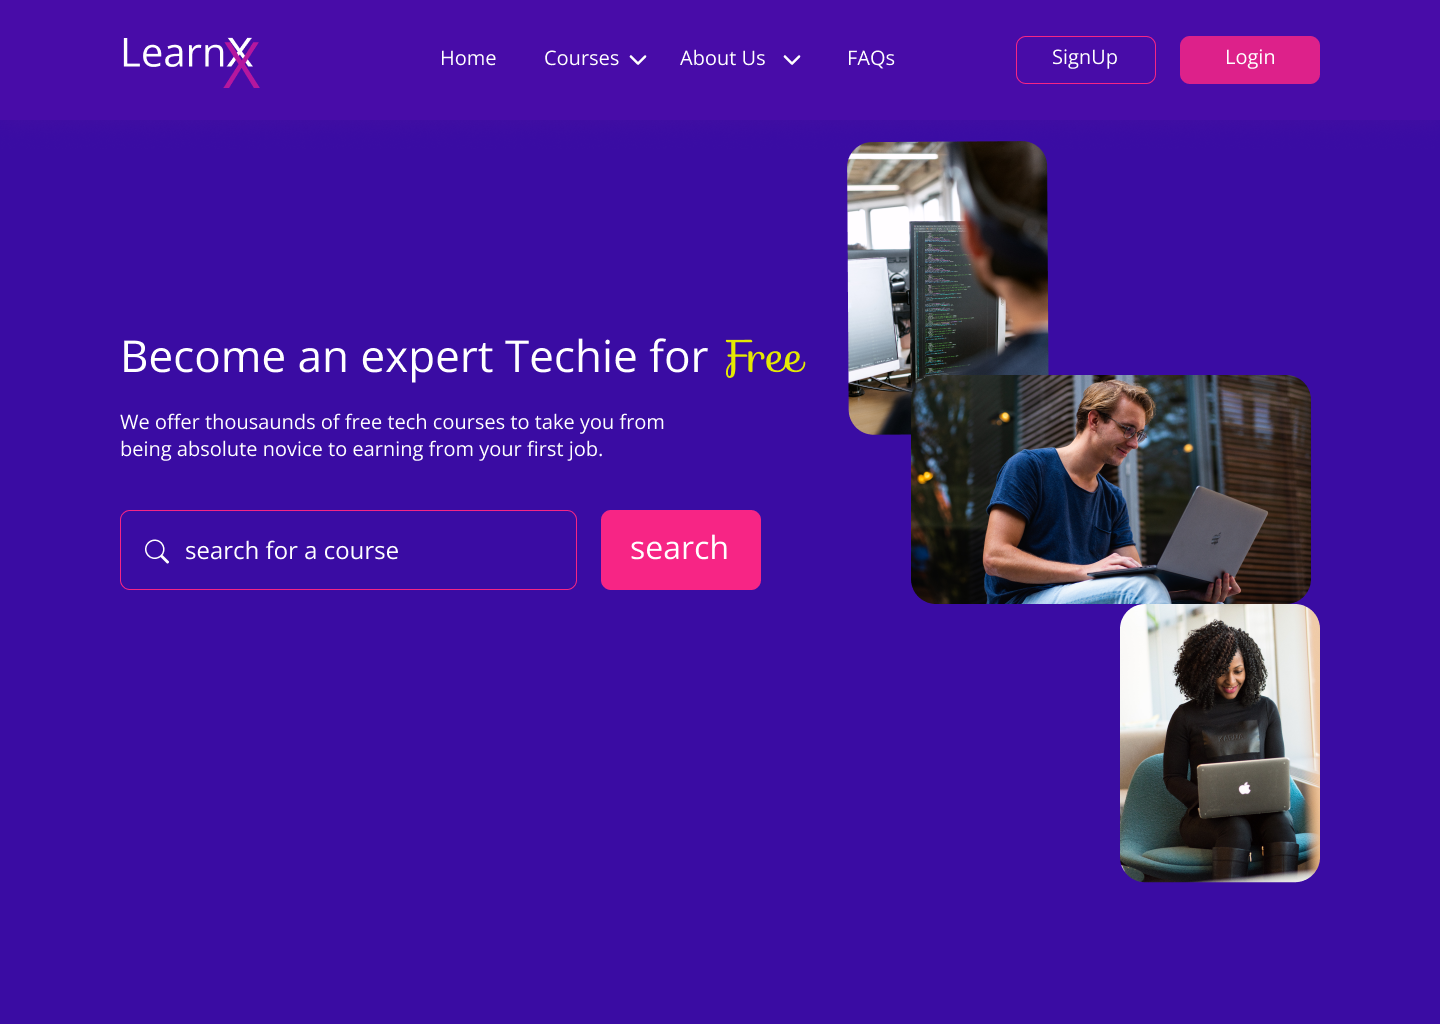 LearnX
Home
Courses
About Us
FAQs
SignUp
Login
Become an expert Techie for Free
We offer thousaunds of free tech courses to take you from
being absolute novice to earning from your first job.
search for a course
search